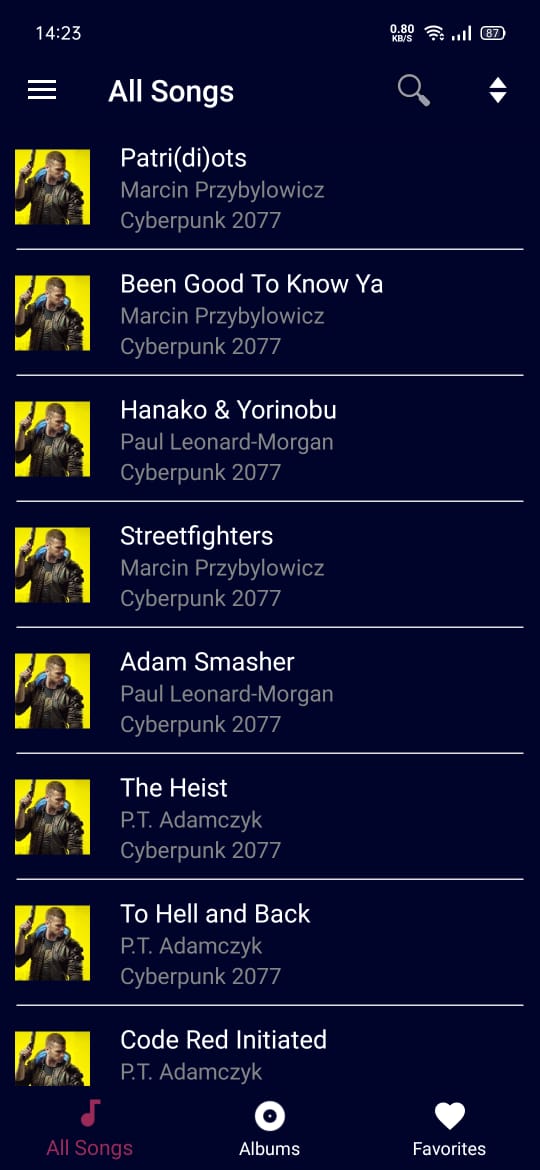 14:23
0.80
KB/S
87
All Songs
Patri(di)ots
Marcin Przybylowicz
Cyberpunk 2077
Been Good To Know Ya
Marcin Przybylowicz
Cyberpunk 2077
Hanako & Yorinobu
Paul Leonard-Morgan
Cyberpunk 2077
Streetfighters
Marcin Przybylowicz
Cyberpunk 2077
Adam Smasher
Paul Leonard-Morgan
Cyberpunk 2077
The Heist
P.T. Adamczyk
Cyberpunk 2077
To Hell and Back
P.T. Adamczyk
Cyberpunk 2077
Code Red Initiated
P.T. Adamczyk
All Songs
Albums
Favorites